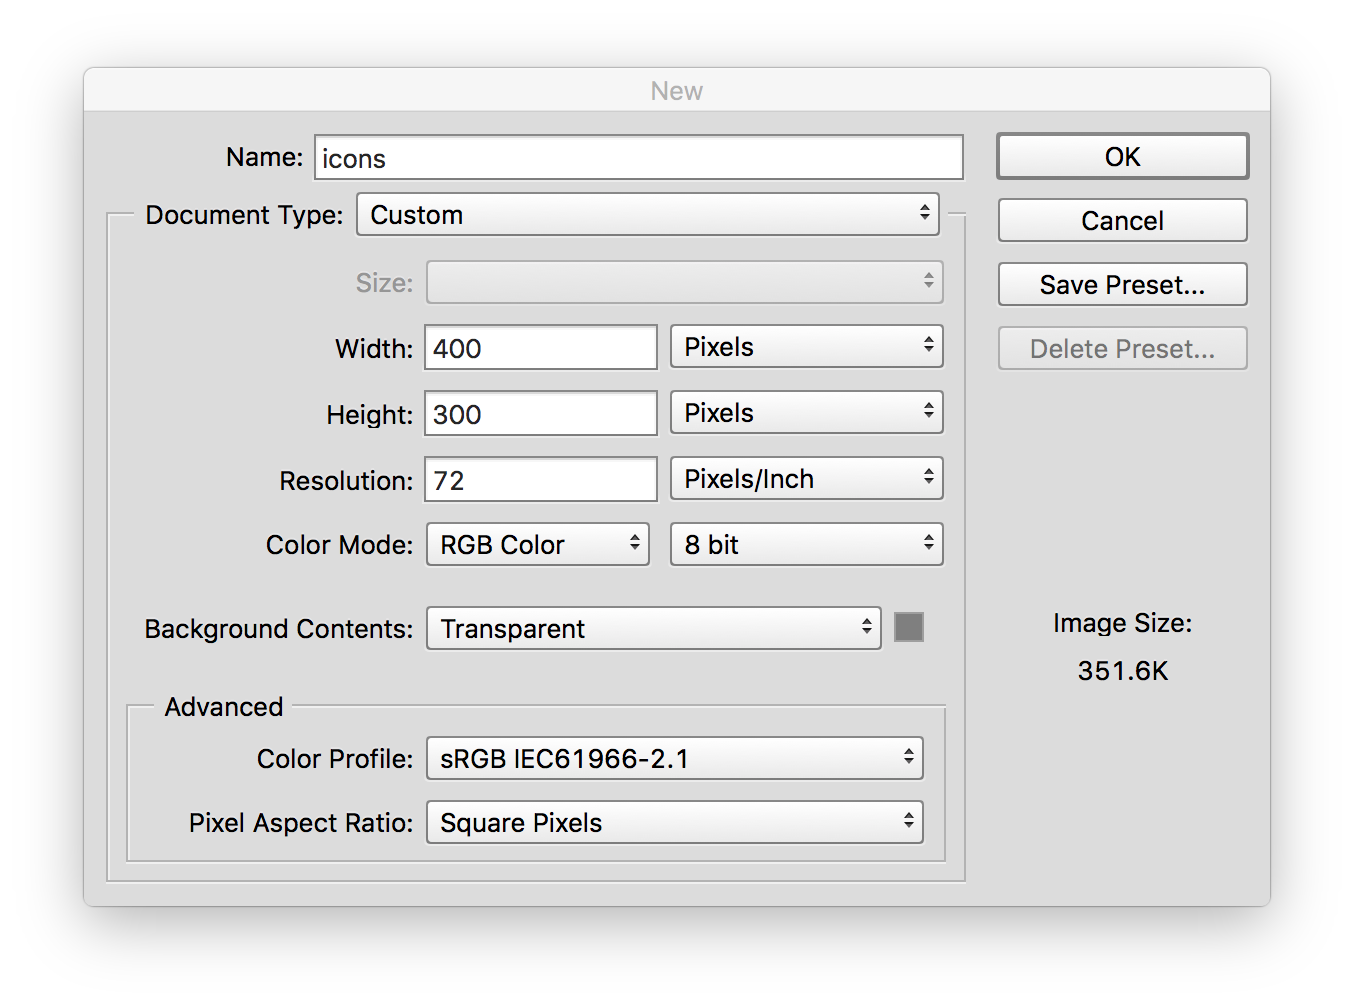 New
Name: icons
OK
Document Type: Custom
Cancel
Size:
Save Preset...
Width: 400 Pixels
Delete Preset...
Height: 300 Pixels
Resolution: 72 Pixels/Inch
Color Mode: RGB Color 8 bit
Background Contents: Transparent
Image Size:
351.6K
Advanced
Color Profile: sRGB IEC61966-2.1
Pixel Aspect Ratio: Square Pixels